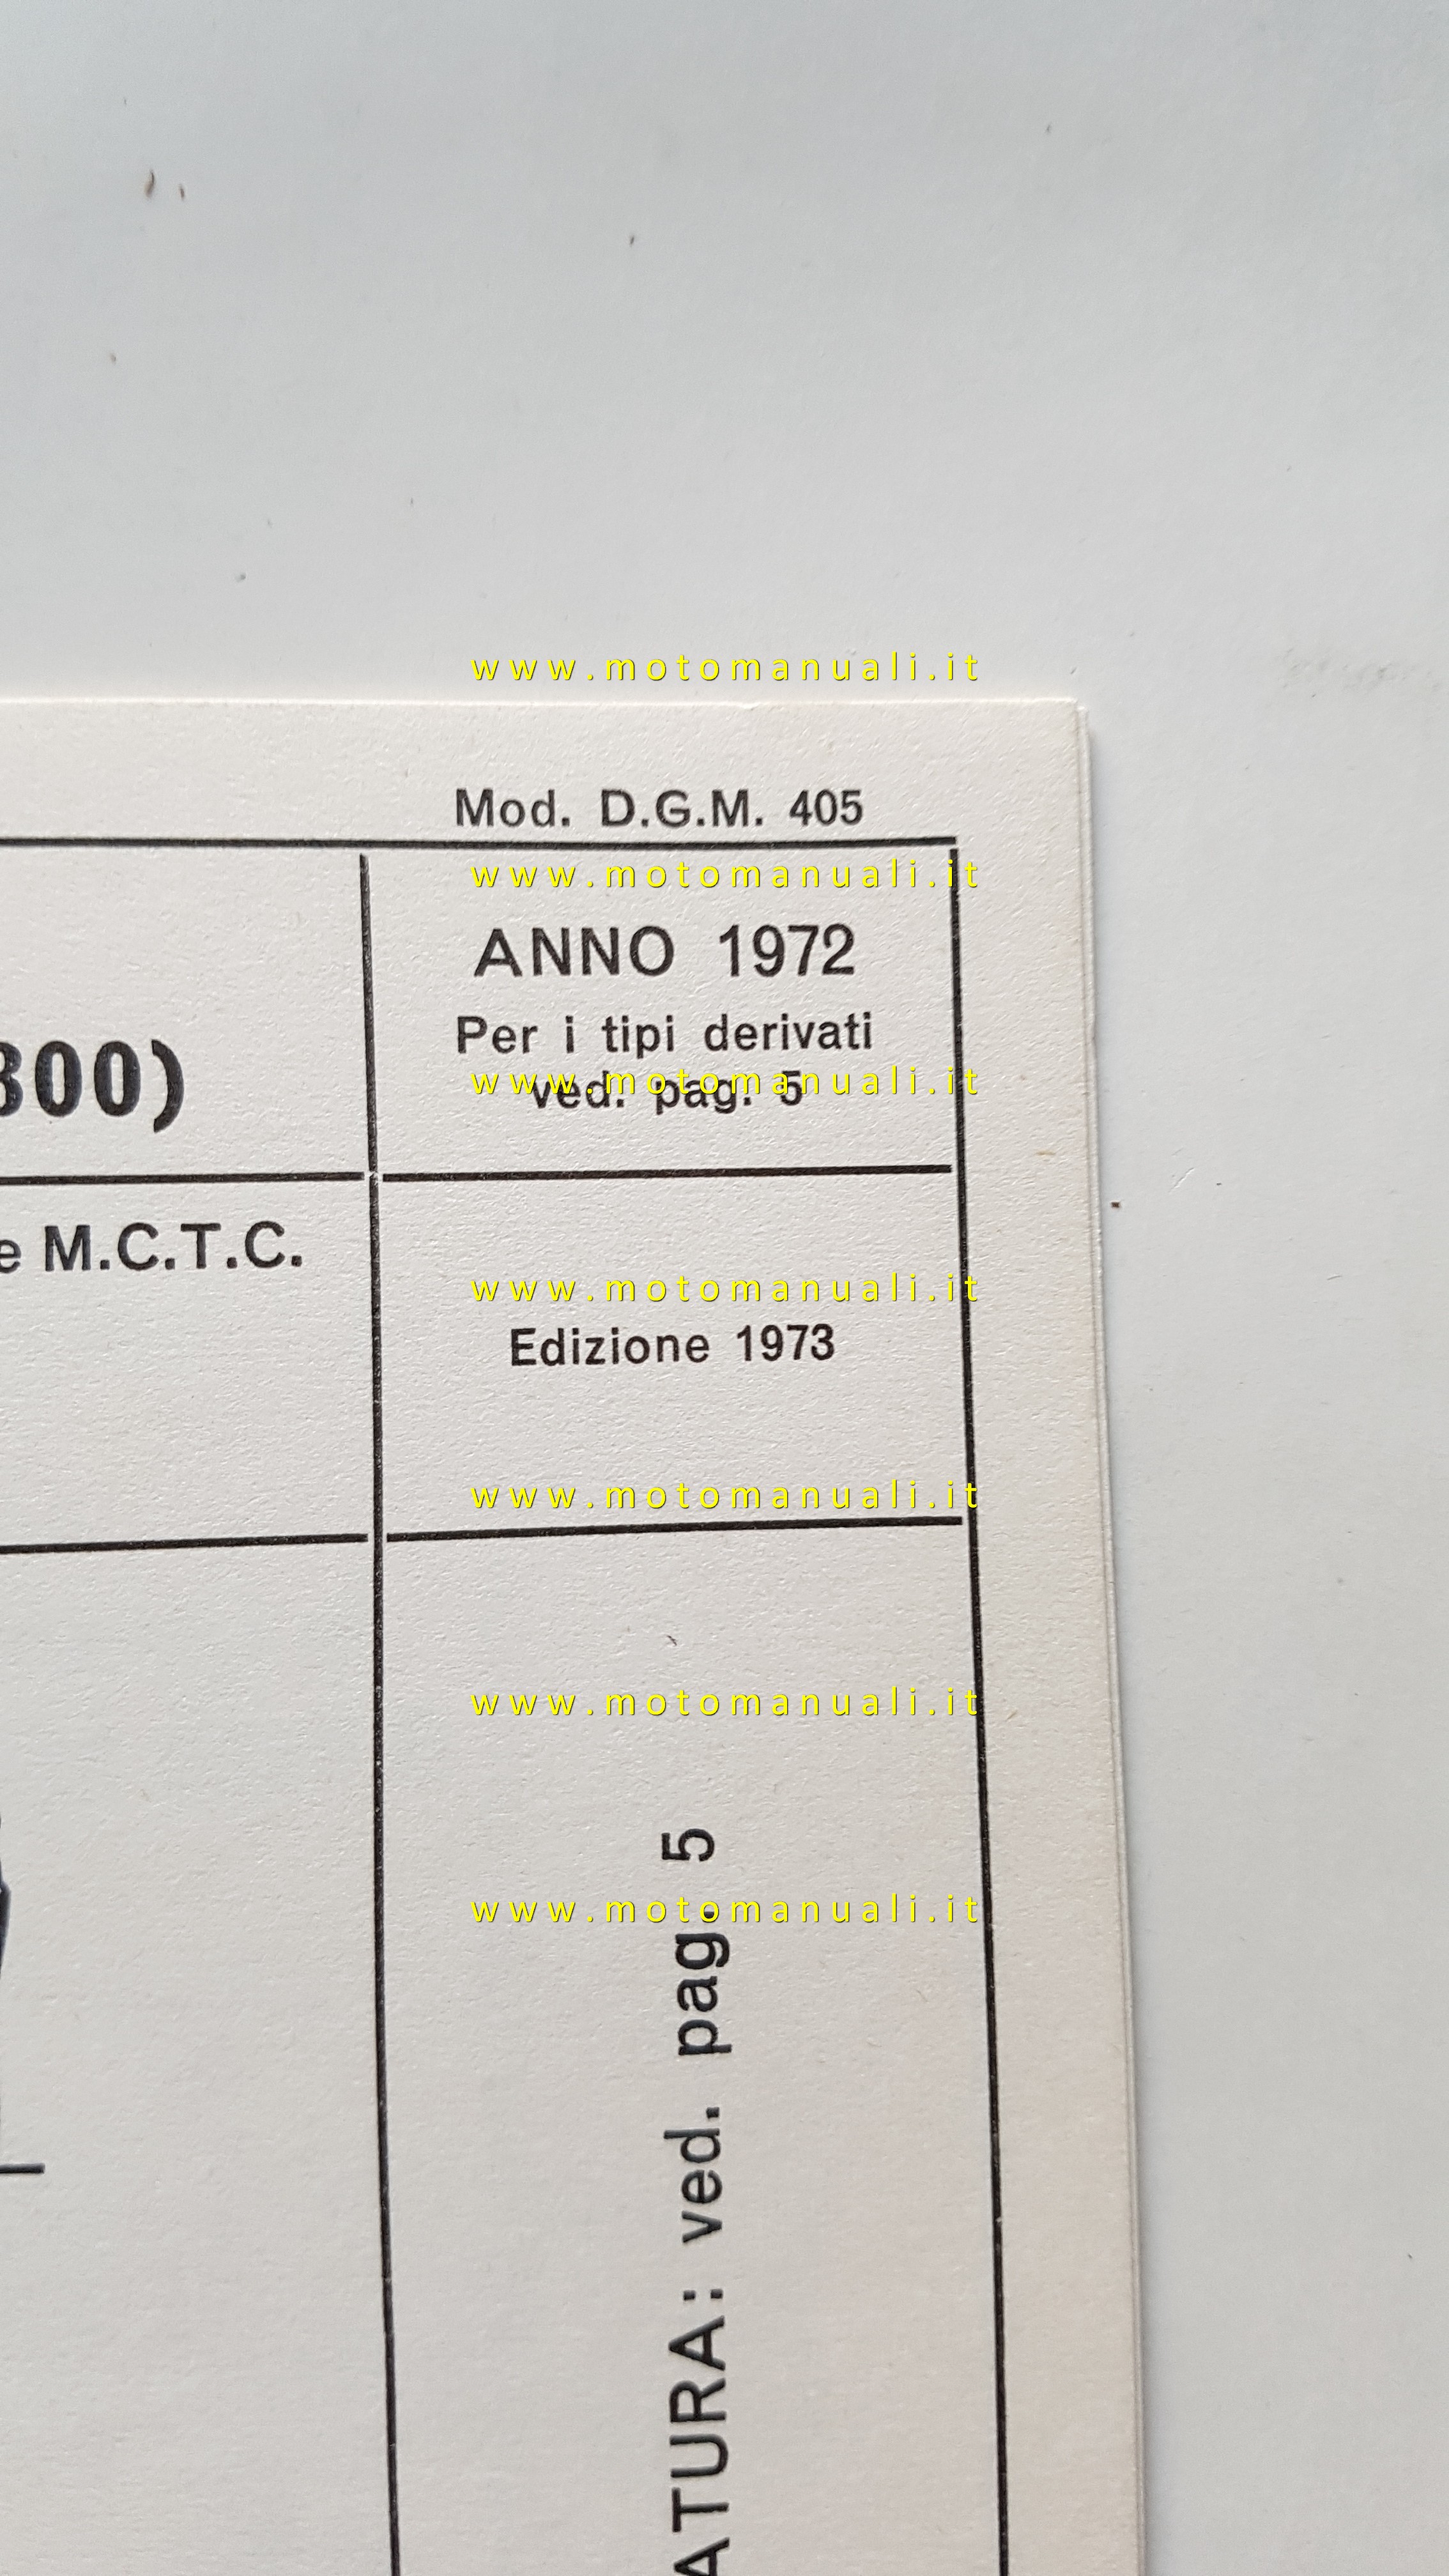 www.motomanuali.it
Mod. D.G.M. 405
www.motomanuali.it
ANNO 1972
Per i tipi derivati
ved. pag. 5
www.motomanuali.it
300)
e M.C.T.C.
www.motomanuali.it
Edizione 1973
www.motomanuali.it
www.motomanuali.it
www.motomanuali.it
ATURA: ved. pag. 5